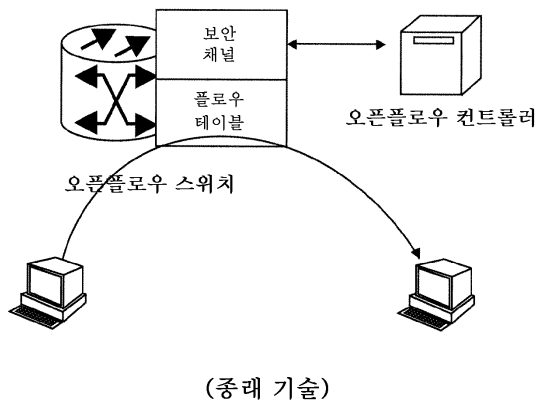 보안
채널
플로우
테이블
오픈플로우 컨트롤러
오픈플로우 스위치
(종래 기술)